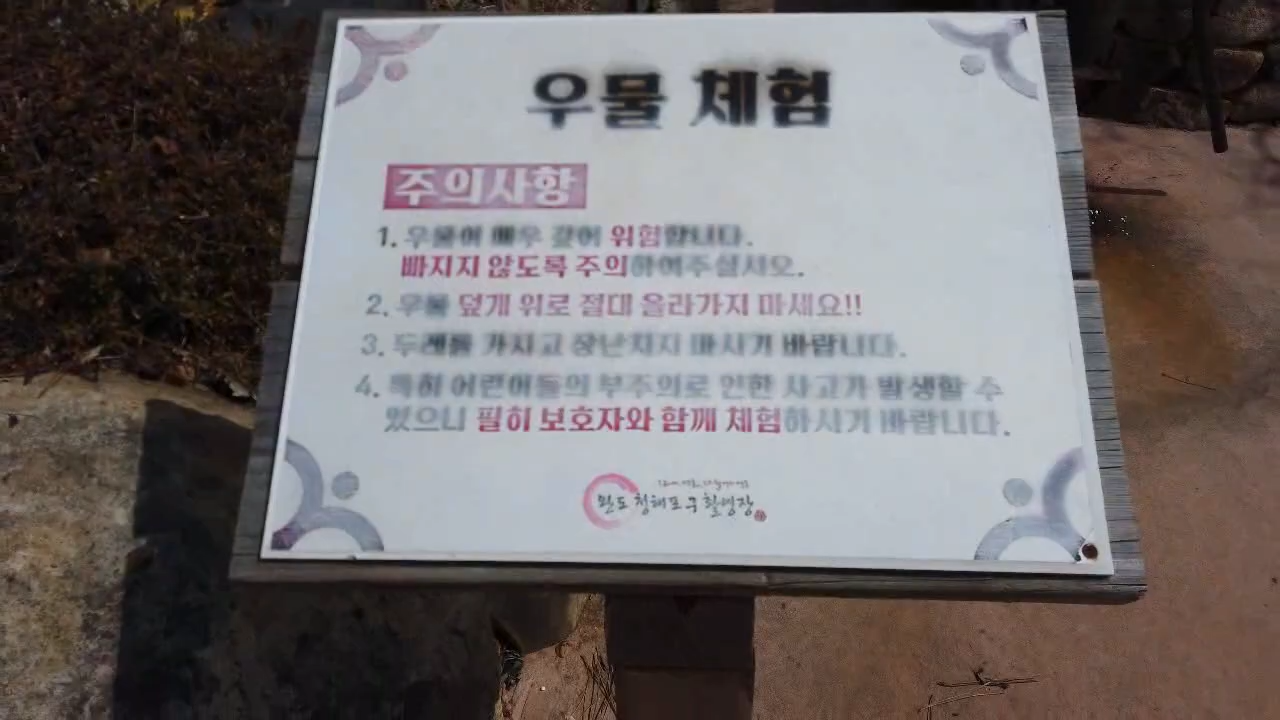 우물 체험
주의사항
1. 우물이 매우 깊어 위험합니다.
빠지지 않도록 주의하여주십시오.
2. 우물 덮개 위로 절대 올라가지 마세요!!
3. 두레를 가지고 장난치지 마시기 바랍니다.
4. 특히 어린이들의 부주의로 인한 사고가 발생할 수
있으니 필히 보호자와 함께 체험하시기 바랍니다.
완도 청해포구 촬영장